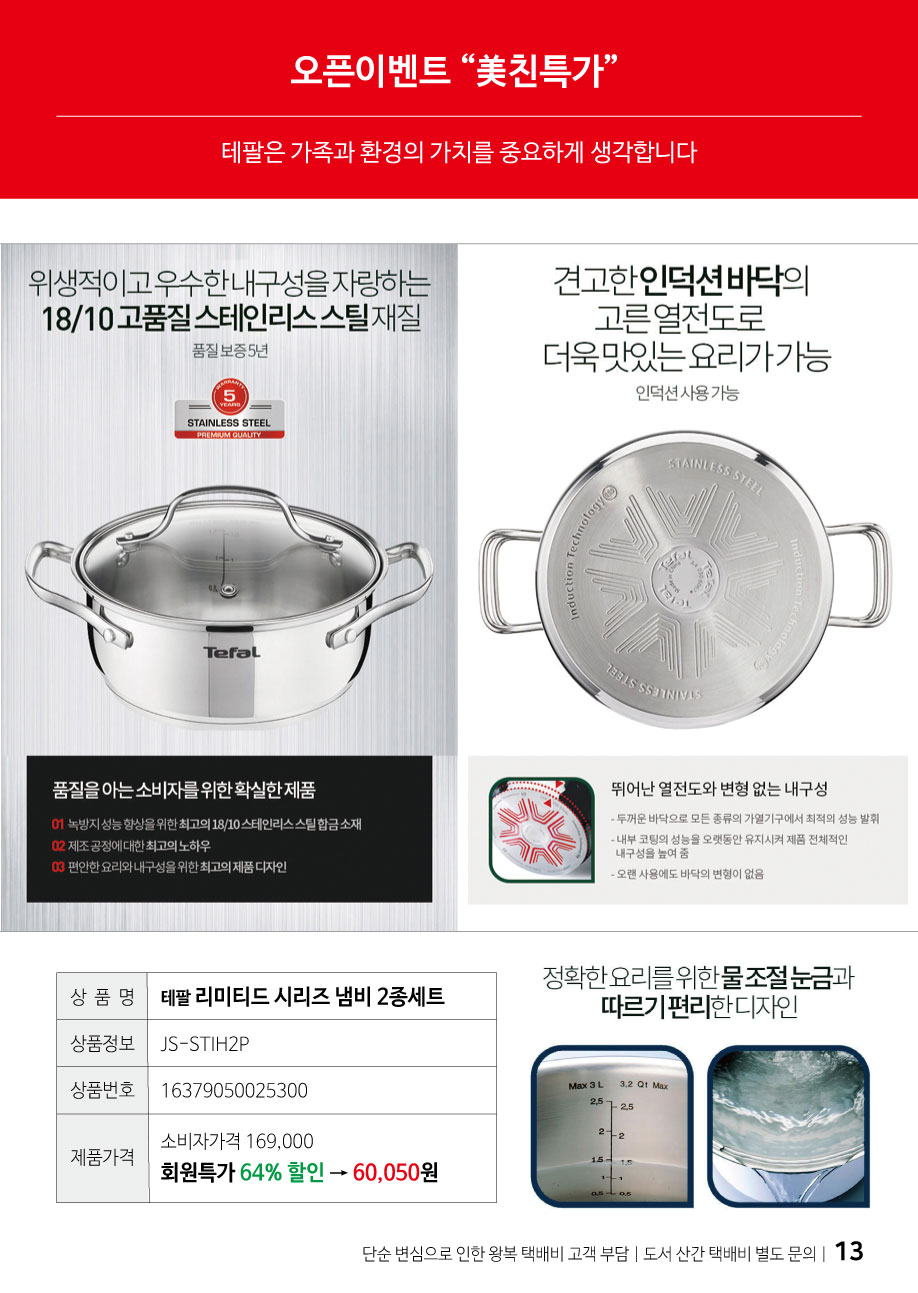 오픈이벤트 “美친특가”
테팔은 가족과 환경의 가치를 중요하게 생각합니다
위생적이고 우수한 내구성을 자랑하는
18/10 고품질 스테인리스 스틸 재질
품질 보증 5년
WARRANTY
5
YEARS
STAINLESS STEEL
PREMIUM QUALITY
Tefal
품질을 아는 소비자를 위한 확실한 제품
01 녹방지 성능 향상을 위한 최고의 18/10 스테인리스 스틸 합금 소재
02 제조 공정에 대한 최고의 노하우
03 편안한 요리와 내구성을 위한 최고의 제품 디자인
견고한 인덕션 바닥의
고른 열전도로
더욱 맛있는 요리가 가능
인덕션 사용 가능
STAINLESS STEEL
Induction Technology
Induction Technology
STAINLESS STEEL
Tefal
Tefal
뛰어난 열전도와 변형 없는 내구성
- 두꺼운 바닥으로 모든 종류의 가열기구에서 최적의 성능 발휘
- 내부 코팅의 성능을 오랫동안 유지시켜 제품 전체적인
내구성을 높여 줌
- 오랜 사용에도 바닥의 변형이 없음
상 품 명 테팔 리미티드 시리즈 냄비 2종세트
상품정보 JS-STIH2P
상품번호 16379050025300
제품가격 소비자가격 169,000
회원특가 64% 할인 → 60,050원
정확한 요리를 위한 물 조절 눈금과
따르기 편리한 디자인
Max 3 L 3,2 Qt Max
2,5 2,5
2 2
1.5 1,5
1 1
0,5 0,5
단순 변심으로 인한 왕복 택배비 고객 부담 | 도서 산간 택배비 별도 문의 | 13